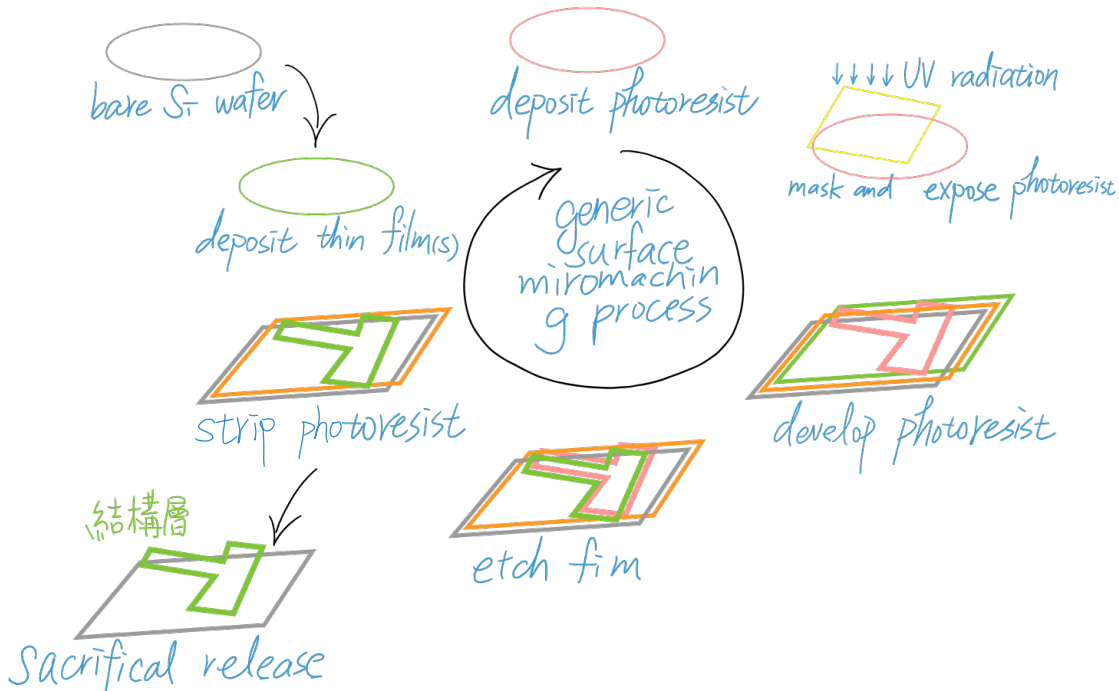 bare Si wafer
deposit photoresist
↓↓↓↓ UV radiation
mask and expose photoresist
deposit thin film(s)
generic
surface
miromachin
g process
strip photoresist
develop photoresist
etch fim
結構層
sacrifical release